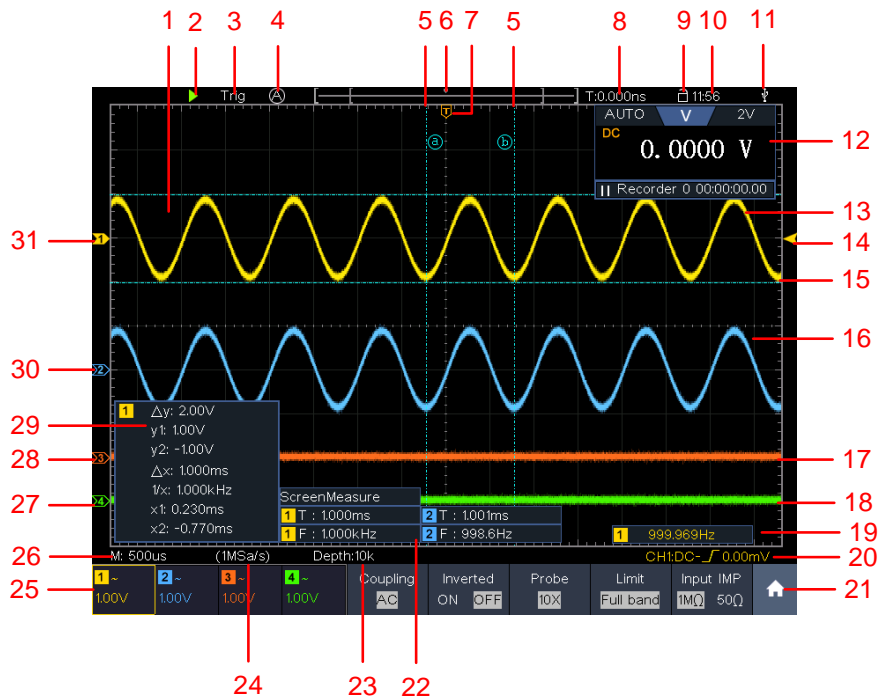 1 2 3 4 5 6 7 5 8 9 10 11
Trig A T T:0.000ns 11:56
AUTO V 2V
DC
0.0000 V
Recorder 0 00:00:00.00
a b
12
13
31 1 14
15
16
30 2
1 △y: 2.00V
29 y1: 1.00V
y2: -1.00V
28 3 17
△x: 1.000ms
1/x: 1.000kHz
27 4 18
x1: 0.230ms
x2: -0.770ms
ScreenMeasure
1 T : 1.000ms 2 T : 1.001ms
1 F : 1.000kHz 2 F : 998.6Hz
1 999.969Hz 19
26 M: 500us (1MSa/s) Depth:10k CH1:DC- 0.00mV 20
25 1 ~ 2 ~ 3 ~ 4 ~ Coupling Inverted Probe Limit Input IMP 21
1.00V 1.00V 1.00V 1.00V AC ON OFF 10X Full band 1MΩ 50Ω
24 23 22